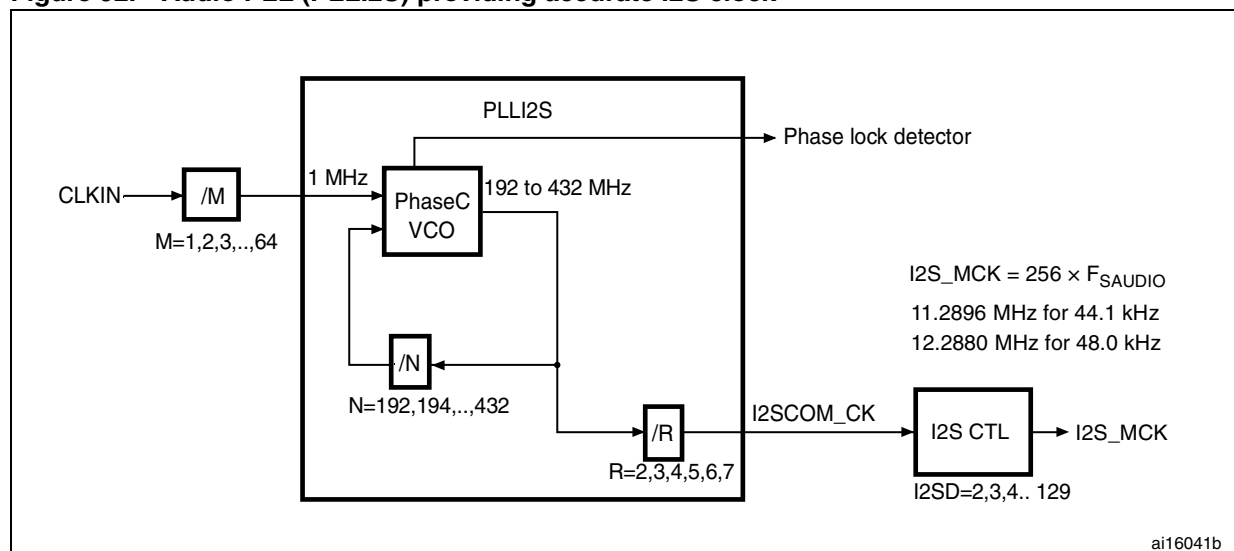 PLLI2S
Phase lock detector
CLKIN
/M
1 MHz
PhaseC
VCO
192 to 432 MHz
M=1,2,3,..,64
I2S_MCK = 256 × FSAUDIO
11.2896 MHz for 44.1 kHz
12.2880 MHz for 48.0 kHz
/N
N=192,194,..,432
/R
I2SCOM_CK
I2S CTL
I2S_MCK
R=2,3,4,5,6,7
I2SD=2,3,4.. 129
ai16041b